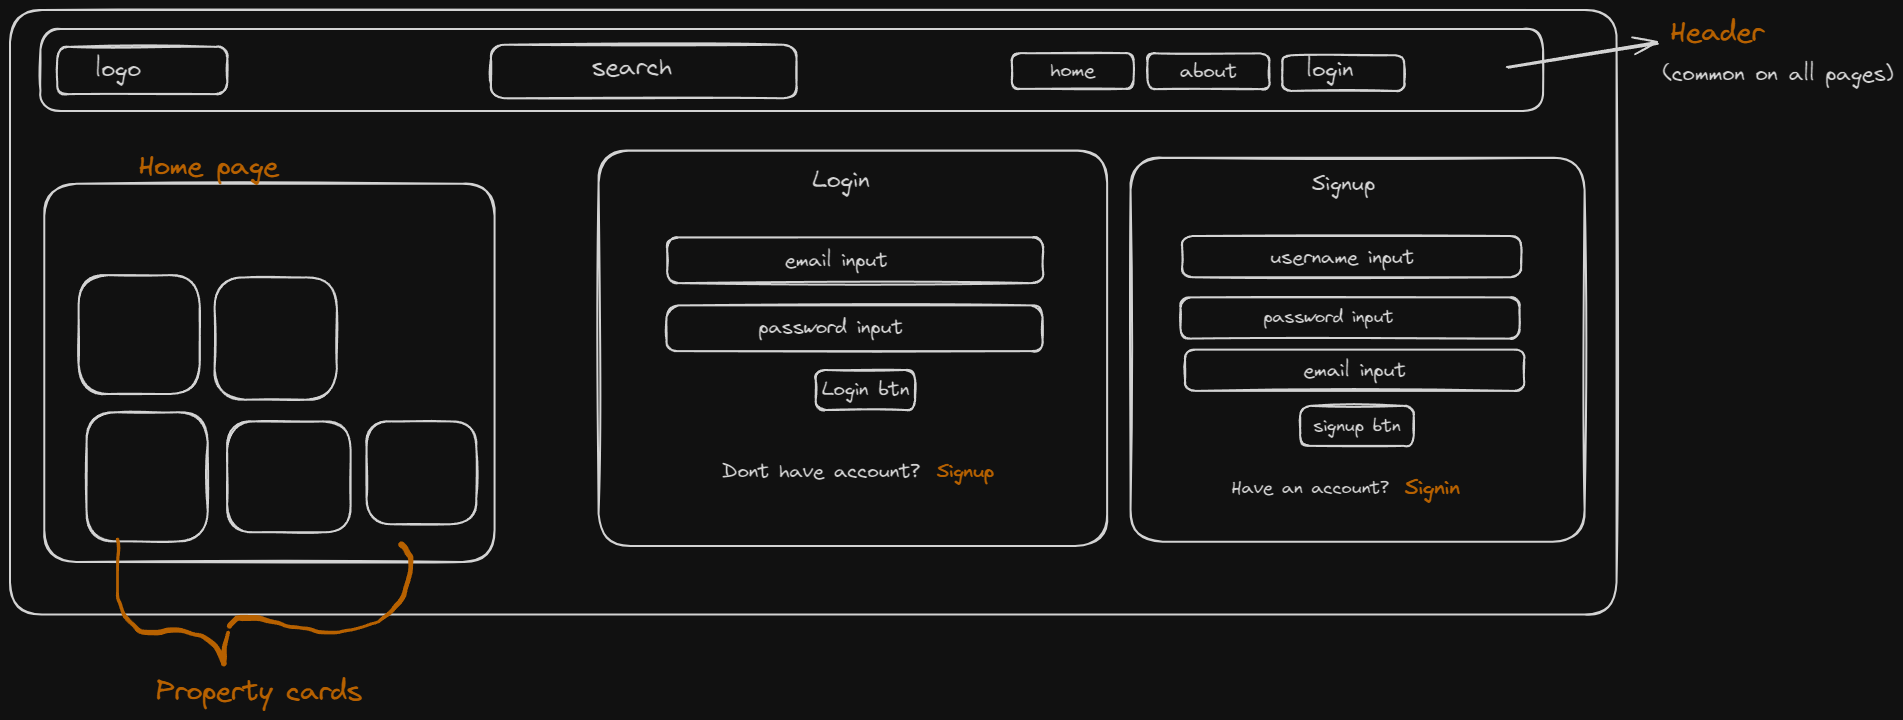 logo
search
home
about
login
Header
(common on all pages)
Home page
Login
email input
password input
Login btn
Dont have account? Signup
Signup
username input
password input
email input
signup btn
Have an account? Signin
Property cards